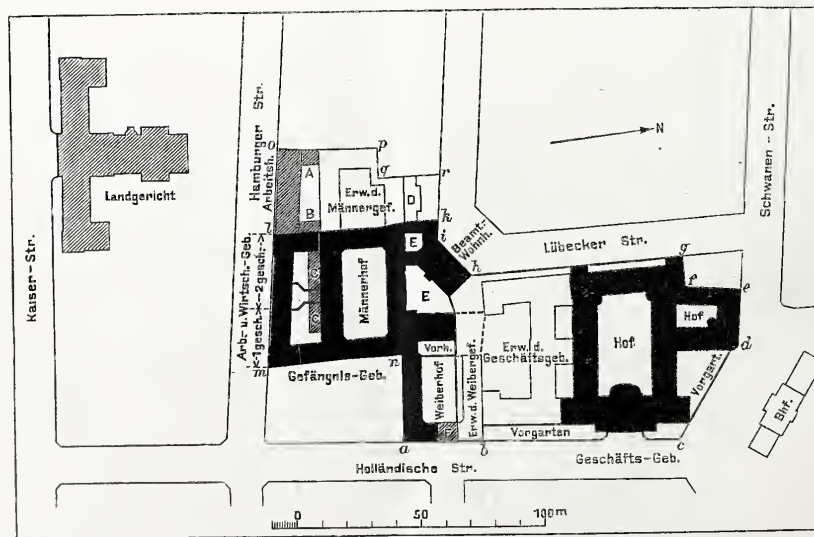 Kaiser-Str.
Landgericht
Hamburger Str.
Arbeitsh.
Arb.- u. Wirtsch.-Geb.
1 gesch.
2 gesch.
o
p
q
r
A
B
Erw. d.
Männergef.
D
k
l
i
E
E
C
C
Männerhof
m
n
Gefängnis-Geb.
Beamt.-
Wohnh.
h
Vorh.
Weiberhof
F
Erw. d. Weibergef.
a
b
Holländische Str.
N
Lübecker Str.
Schwanen-Str.
g
f
e
Hof
Hof
d
Erw. d.
Geschäftsgeb.
Vorgart.
Vorgarten
c
Geschäfts-Geb.
Bhf.
0
50
100m